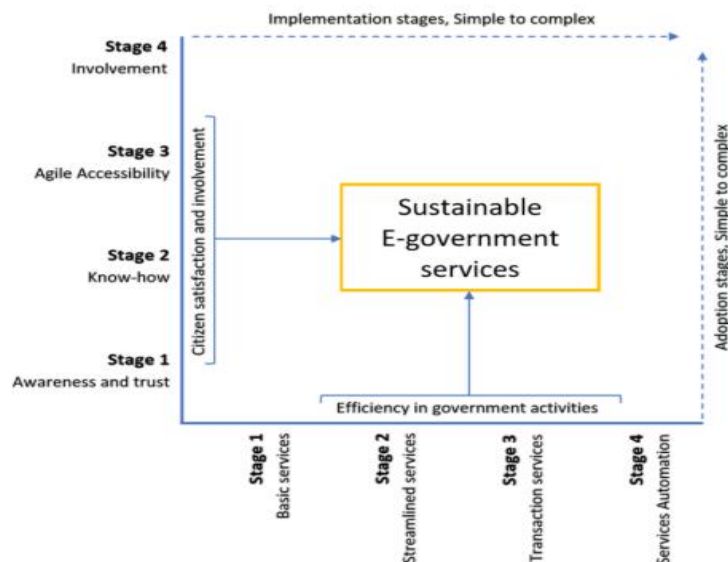 Implementation stages, Simple to complex
Stage 4
Involvement
Stage 3
Agile Accessibility
Stage 2
Know-how
Stage 1
Awareness and trust
Citizen satisfaction and involvement
Sustainable
E-government
services
Adoption stages, Simple to complex
Efficiency in government activities
Stage 1
Basic services
Stage 2
Streamlined services
Stage 3
Transaction services
Stage 4
Services Automation